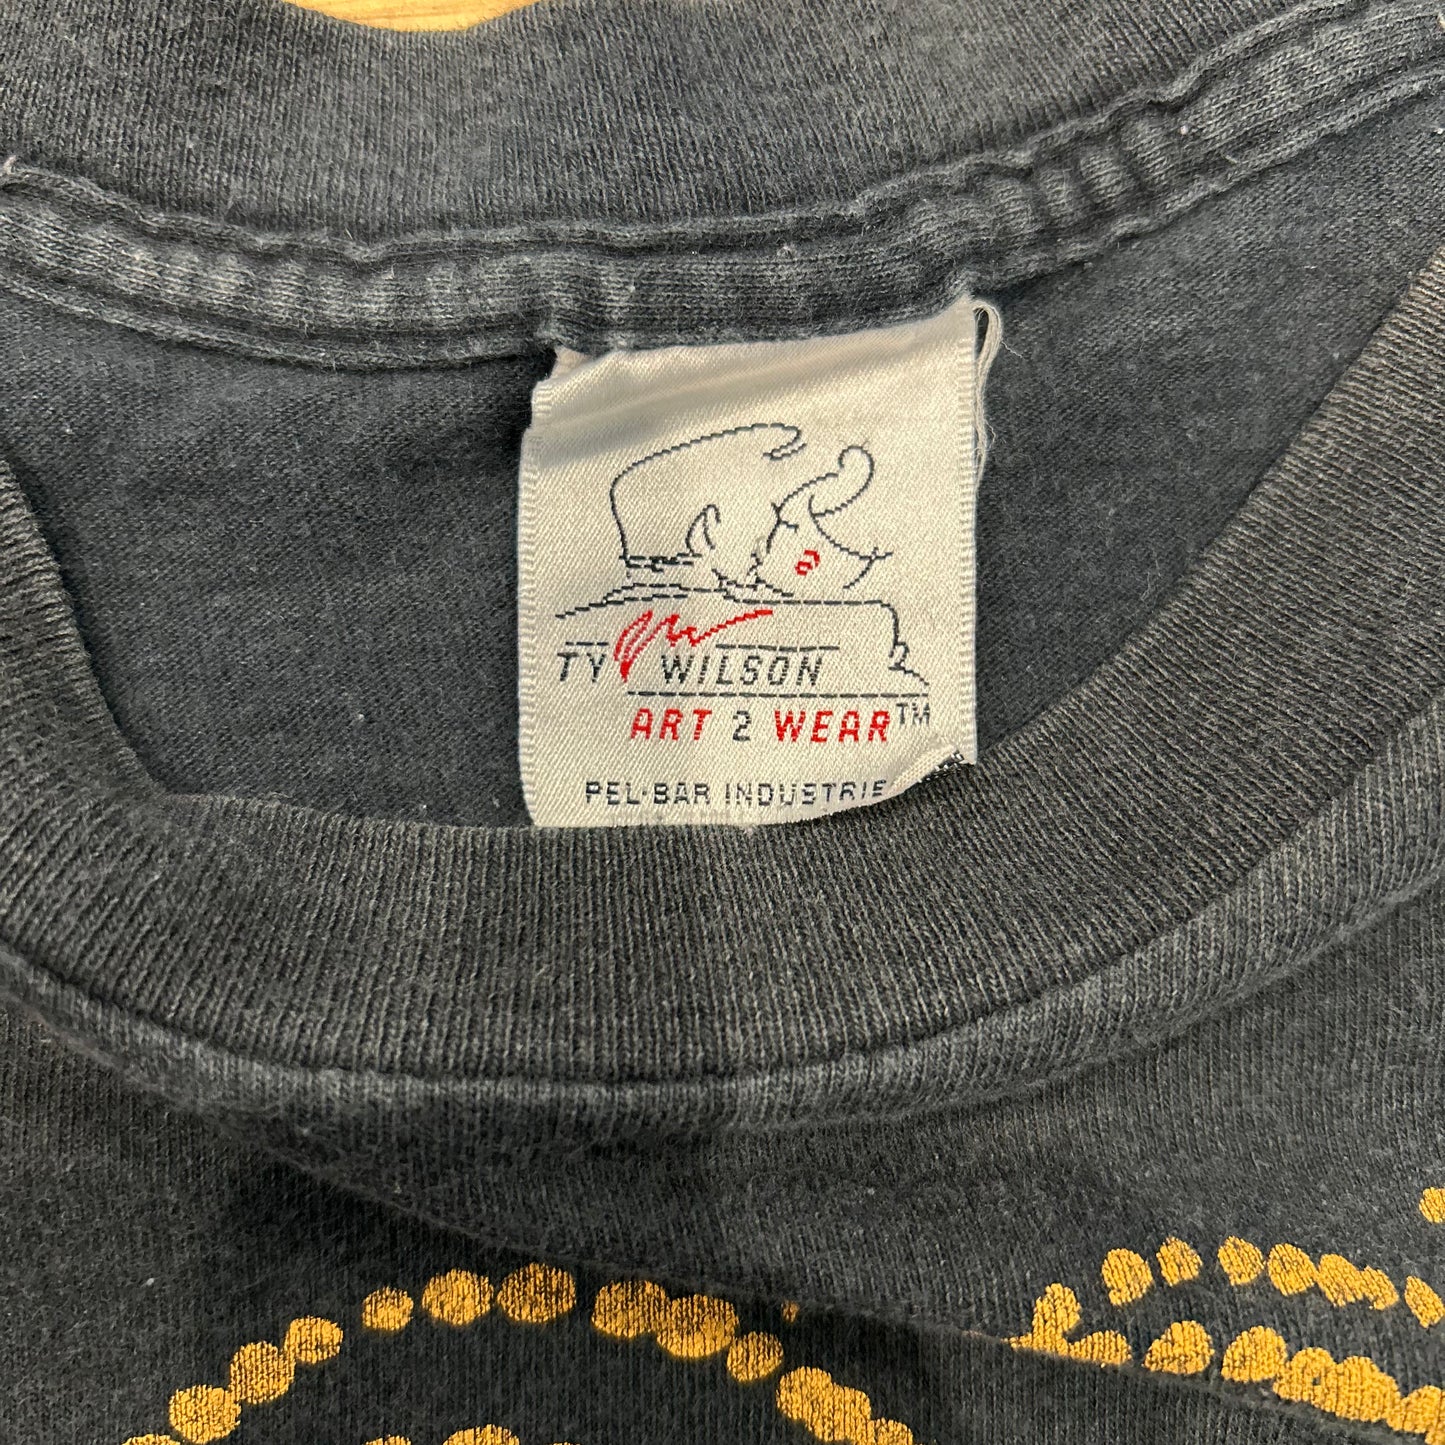 TY WILSON
ART 2 WEAR™
PEL·BAR INDUSTRIE